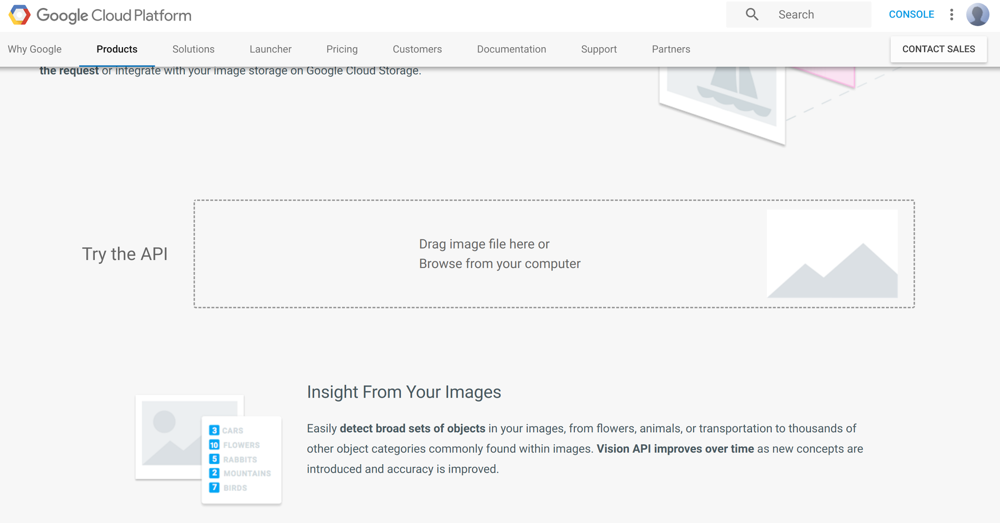 Google Cloud Platform
Search
CONSOLE
Why Google
Products
Solutions
Launcher
Pricing
Customers
Documentation
Support
Partners
CONTACT SALES
the request or integrate with your image storage on Google Cloud Storage.
Try the API
Drag image file here or
Browse from your computer
Insight From Your Images
3 CARS
10 FLOWERS
5 RABBITS
2 MOUNTAINS
7 BIRDS
Easily detect broad sets of objects in your images, from flowers, animals, or transportation to thousands of
other object categories commonly found within images. Vision API improves over time as new concepts are
introduced and accuracy is improved.